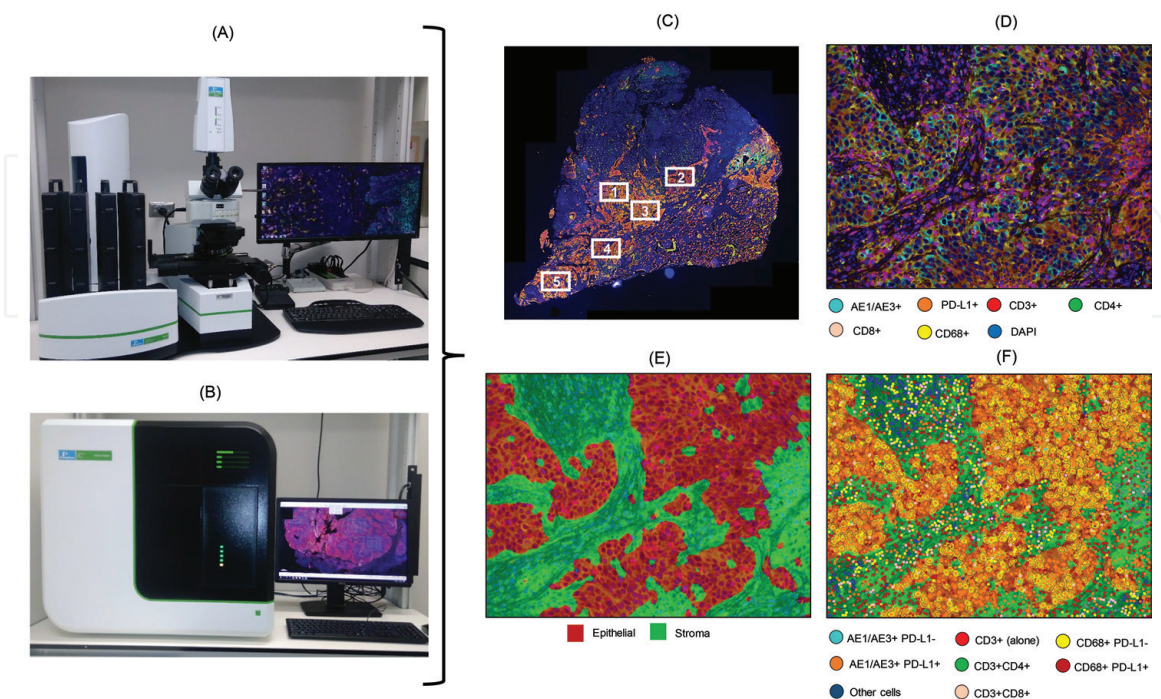 (A)
(B)
(C)
1
2
3
4
5
(D)
AE1/AE3+ PD-L1+ CD3+ CD4+
CD8+ CD68+ DAPI
(E)
Epithelial Stroma
(F)
AE1/AE3+ PD-L1- CD3+ (alone) CD68+ PD-L1-
AE1/AE3+ PD-L1+ CD3+CD4+ CD68+ PD-L1+
Other cells CD3+CD8+